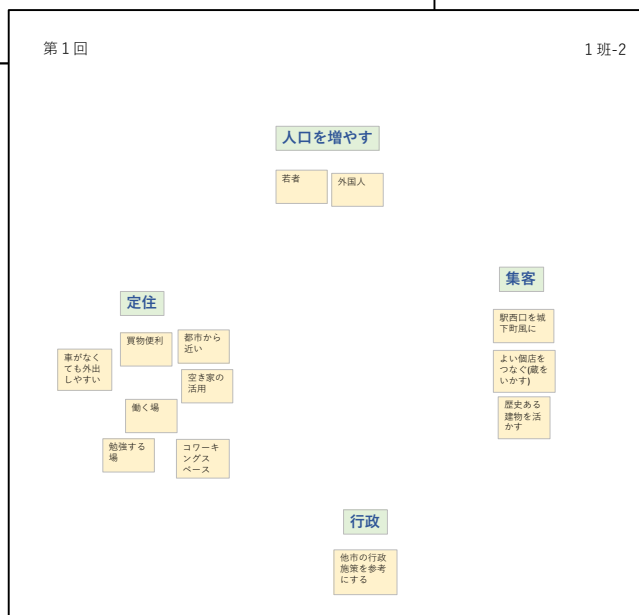 第1回
1班-2
人口を増やす
若者
外国人
定住
買物便利
都市から
近い
車がなく
ても外出
しやすい
空き家の
活用
働く場
勉強する
場
コワーキ
ングス
ペース
集客
駅西口を城
下町風に
よい個店を
つなぐ(蔵を
いかす)
歴史ある
建物を活
かす
行政
他市の行政
施策を参考
にする